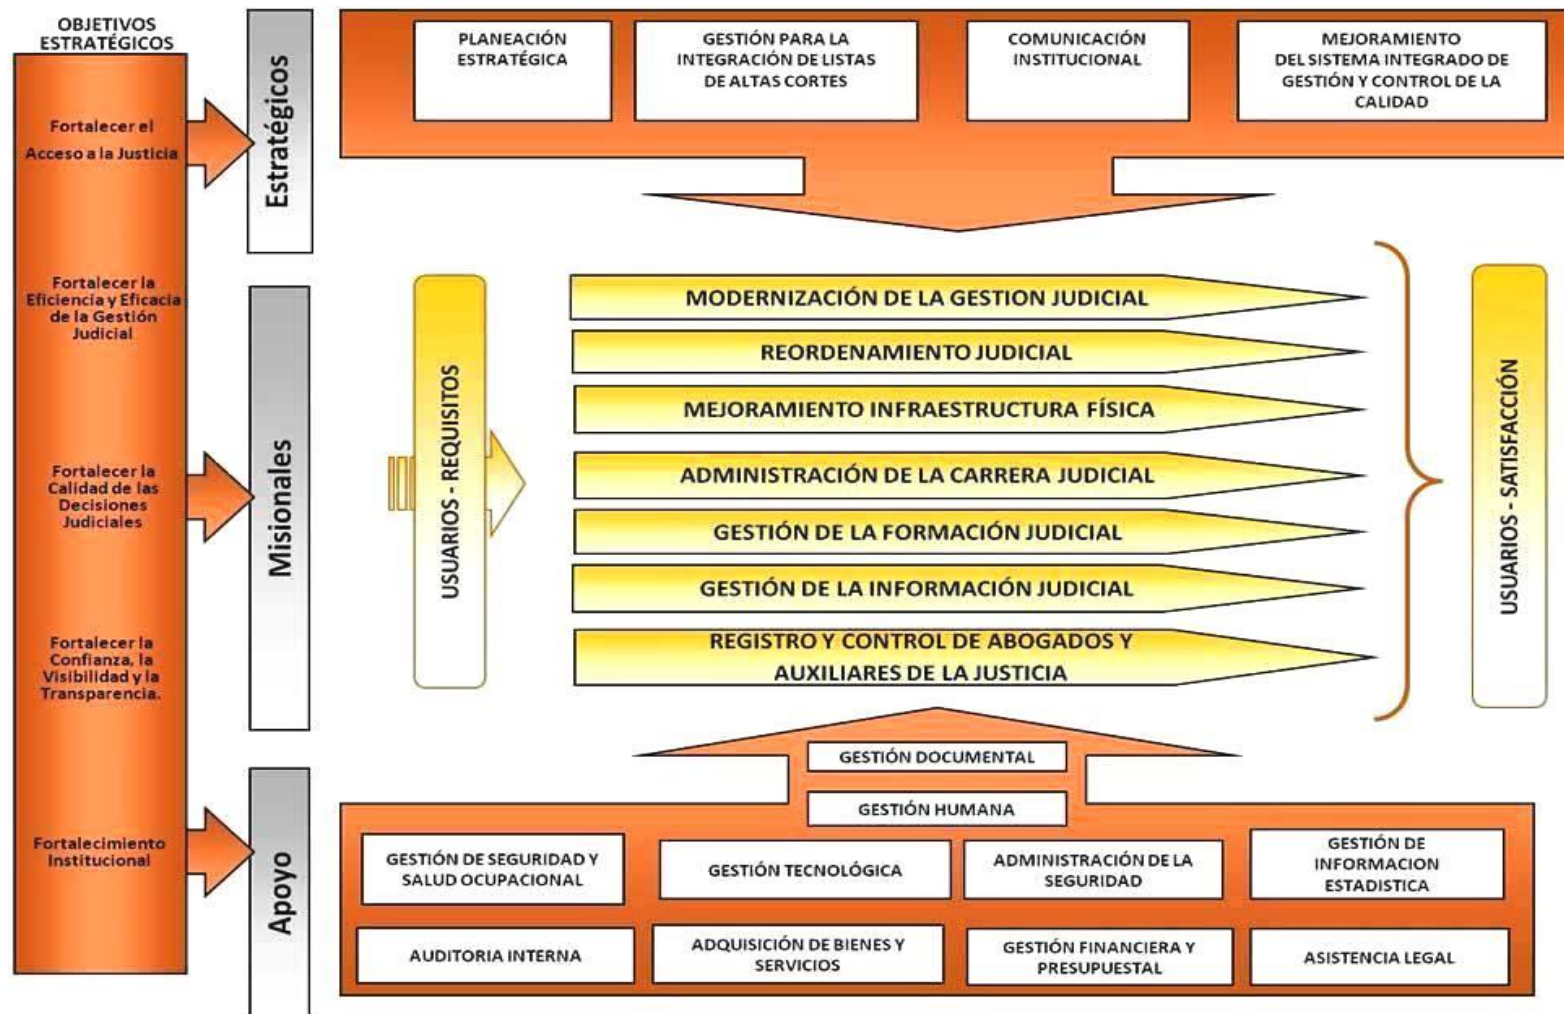 OBJETIVOS
ESTRATÉGICOS
Fortalecer el
Acceso a la Justicia
Fortalecer la
Eficiencia y Eficacia
de la Gestión
Judicial
Fortalecer la
Calidad de las
Decisiones
Judiciales
Fortalecer la
Confianza, la
Visibilidad y la
Transparencia.
Fortalecimiento
Institucional
Estratégicos
PLANEACIÓN
ESTRATÉGICA
GESTIÓN PARA LA
INTEGRACIÓN DE LISTAS
DE ALTAS CORTES
COMUNICACIÓN
INSTITUCIONAL
MEJORAMIENTO
DEL SISTEMA INTEGRADO DE
GESTIÓN Y CONTROL DE LA
CALIDAD
Misionales
USUARIOS - REQUISITOS
MODERNIZACIÓN DE LA GESTION JUDICIAL
REORDENAMIENTO JUDICIAL
MEJORAMIENTO INFRAESTRUCTURA FÍSICA
ADMINISTRACIÓN DE LA CARRERA JUDICIAL
GESTIÓN DE LA FORMACIÓN JUDICIAL
GESTIÓN DE LA INFORMACIÓN JUDICIAL
REGISTRO Y CONTROL DE ABOGADOS Y
AUXILIARES DE LA JUSTICIA
USUARIOS - SATISFACCIÓN
Apoyo
GESTIÓN DOCUMENTAL
GESTIÓN HUMANA
GESTIÓN DE SEGURIDAD Y
SALUD OCUPACIONAL
GESTIÓN TECNOLÓGICA
ADMINISTRACIÓN DE LA
SEGURIDAD
GESTIÓN DE
INFORMACION
ESTADISTICA
AUDITORIA INTERNA
ADQUISICIÓN DE BIENES Y
SERVICIOS
GESTIÓN FINANCIERA Y
PRESUPUESTAL
ASISTENCIA LEGAL